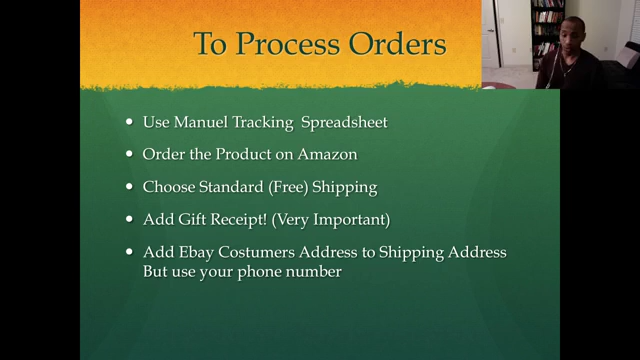 To Process Orders
Use Manuel Tracking  Spreadsheet
Order the Product on Amazon
Choose Standard (Free) Shipping
Add Gift Receipt! (Very Important)
Add Ebay Costumers Address to Shipping Address
But use your phone number